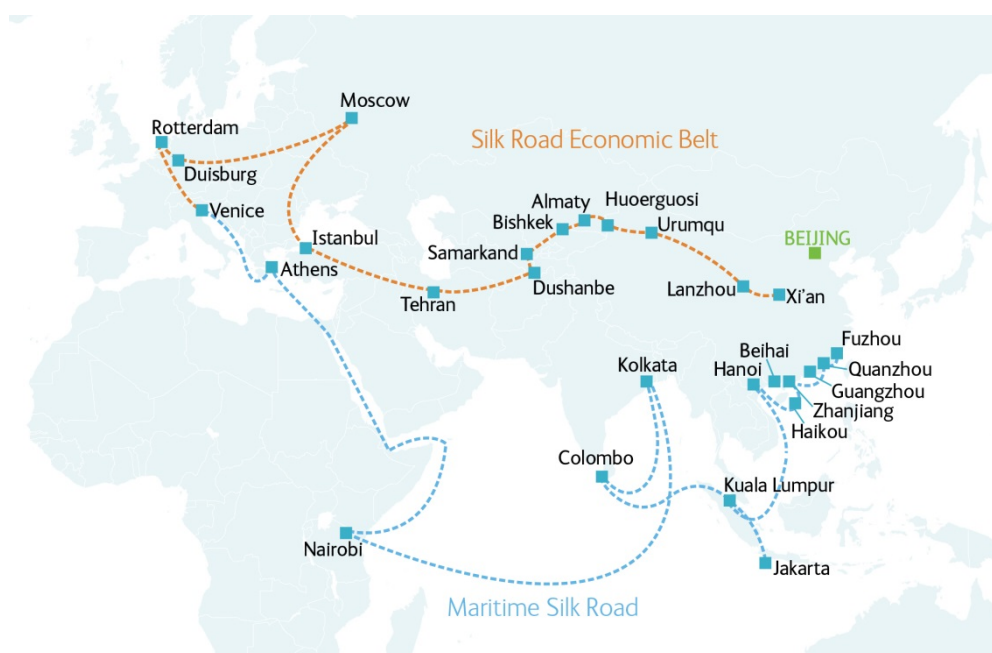 Moscow
Rotterdam
Silk Road Economic Belt
Duisburg
Almaty
Huoerguosi
Venice
Bishkek
Urumqu
Istanbul
BEIJING
Samarkand
Athens
Dushanbe
Lanzhou
Xi'an
Tehran
Fuzhou
Beihai
Kolkata
Hanoi
Quanzhou
Guangzhou
Zhanjiang
Haikou
Colombo
Kuala Lumpur
Nairobi
Jakarta
Maritime Silk Road